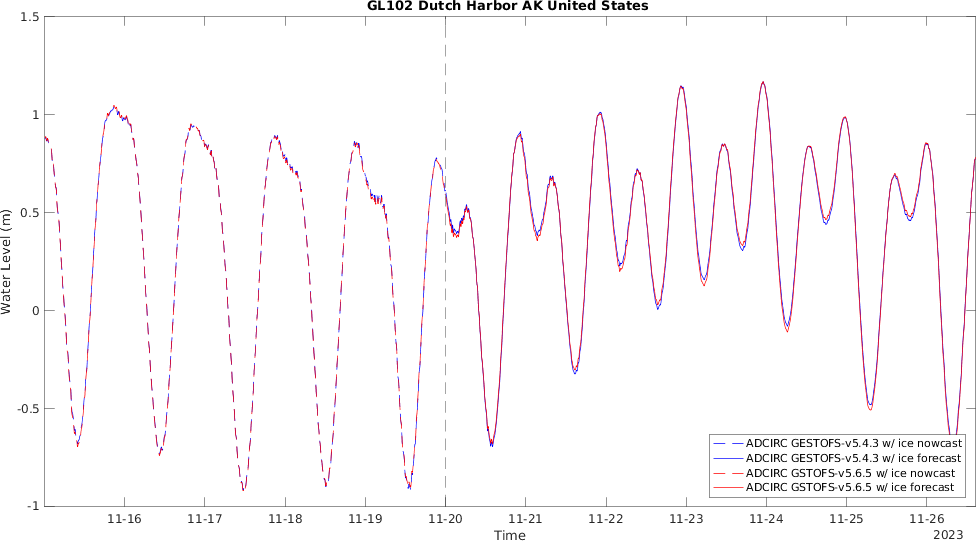 GL102 Dutch Harbor AK United States
1.5
1
0.5
0
-0.5
-1
Water Level (m)
11-16 11-17 11-18 11-19 11-20 11-21 11-22 11-23 11-24 11-25 11-26
Time
2023
ADCIRC GESTOFS-v5.4.3 w/ ice nowcast
ADCIRC GESTOFS-v5.4.3 w/ ice forecast
ADCIRC GSTOFS-v5.6.5 w/ ice nowcast
ADCIRC GSTOFS-v5.6.5 w/ ice forecast